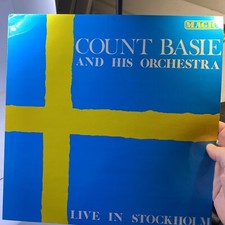 MAGIC
COUNT BASIE
AND HIS ORCHESTRA
LIVE IN STOCKHOLM